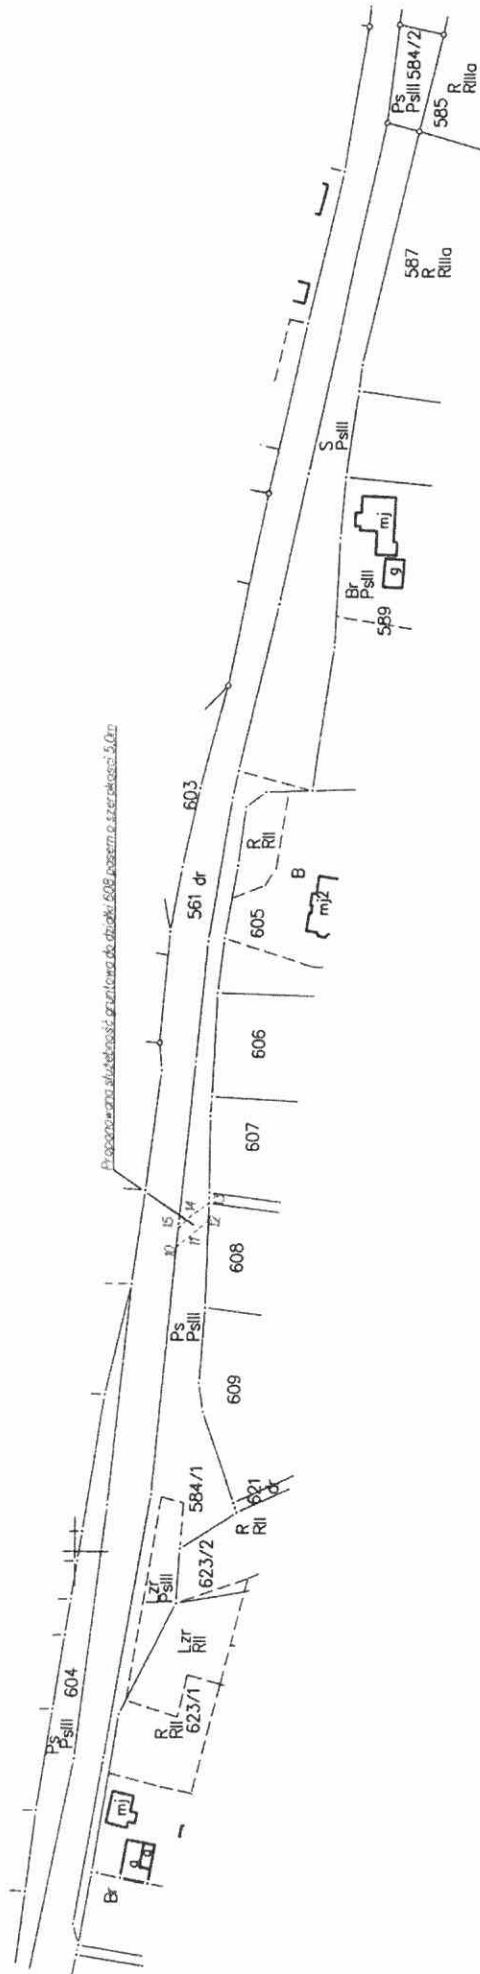 Ps
PsIII 584/2
585
R
RIIIa
587
R
RIIIa
S
PsIII
mj
g
Br
PsIII
589
603
561 dr
R
RII
605
B
mj2
606
Proponowana służebność gruntowa do działki 608 pasem o szerokości 5,0m
607
15
14
13
10
11
12
608
Ps
PsIII
609
584/1
621
dr
R
RII
Lzr
PsIII
623/2
Lzr
RII
604
Ps
PsIII
R
RII
623/1
mj
g
g
Br